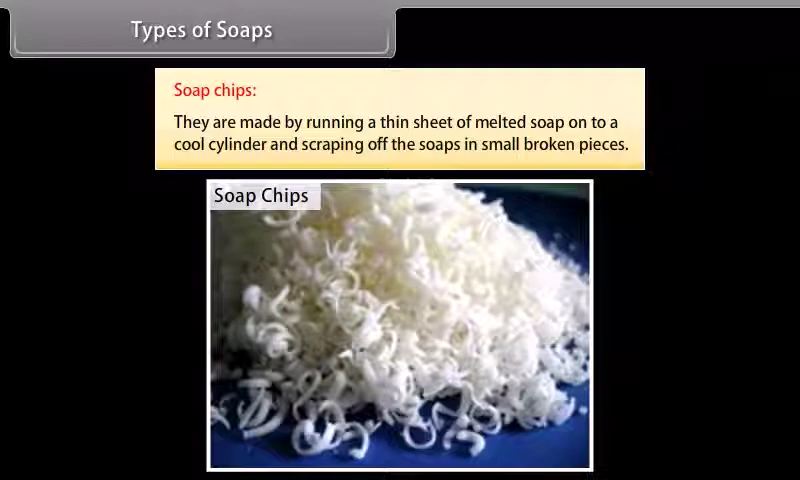 Types of Soaps
Soap chips:
They are made by running a thin sheet of melted soap on to a
cool cylinder and scraping off the soaps in small broken pieces.
Soap Chips